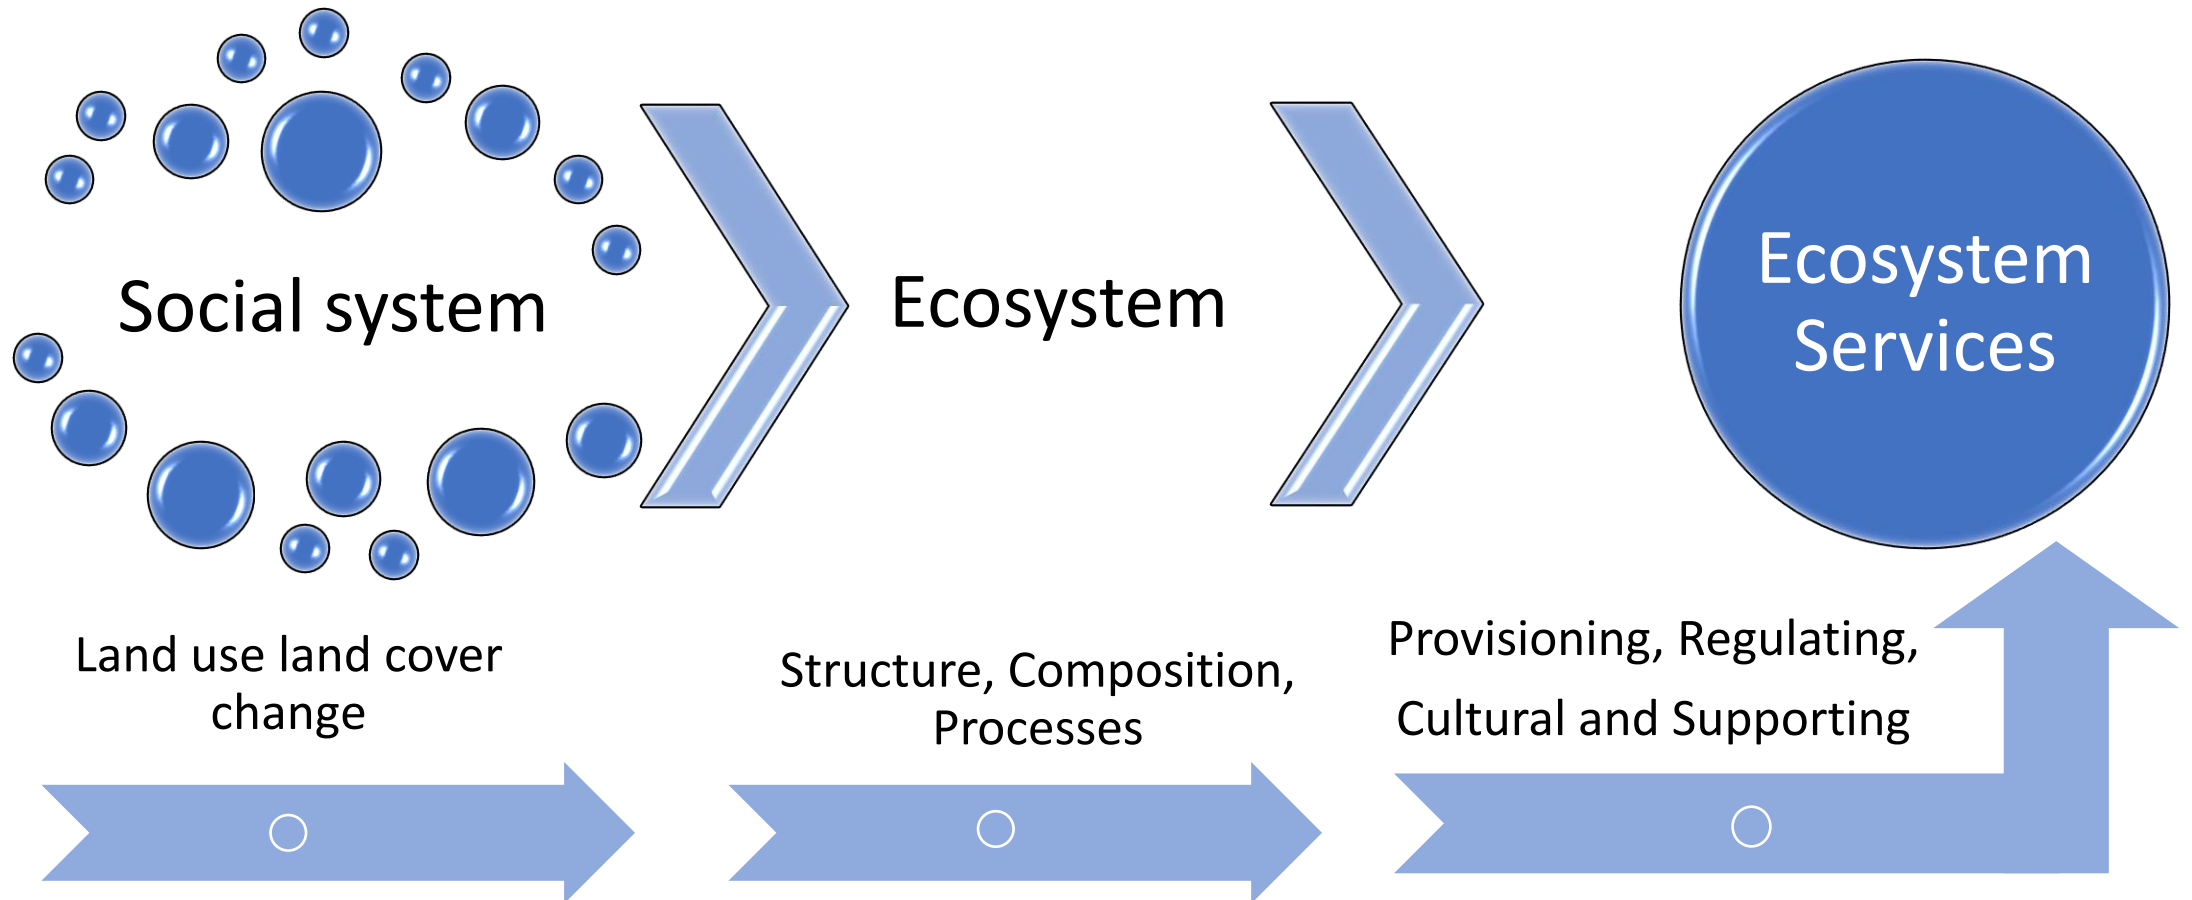 Social system
Ecosystem
Ecosystem
Services
Land use land cover
change
Structure, Composition,
Processes
Provisioning, Regulating,
Cultural and Supporting